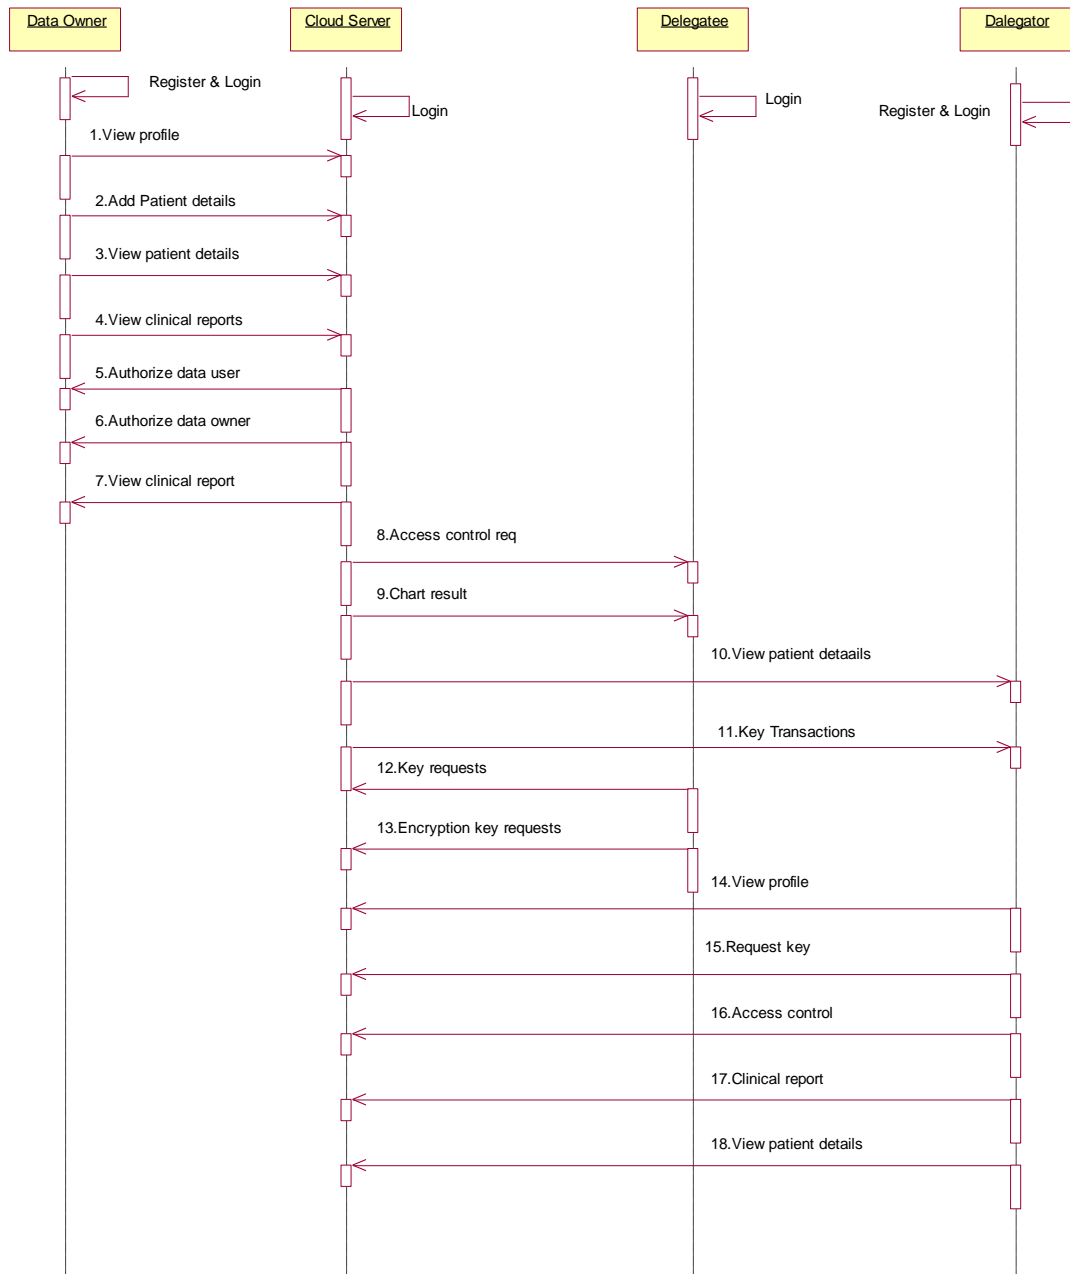 Data Owner
Cloud Server
Delegatee
Dalegator
Register & Login
Login
Login
Register & Login
1.View profile
2.Add Patient details
3.View patient details
4.View clinical reports
5.Authorize data user
6.Authorize data owner
7.View clinical report
8.Access control req
9.Chart result
10.View patient detaails
11.Key Transactions
12.Key requests
13.Encryption key requests
14.View profile
15.Request key
16.Access control
17.Clinical report
18.View patient details